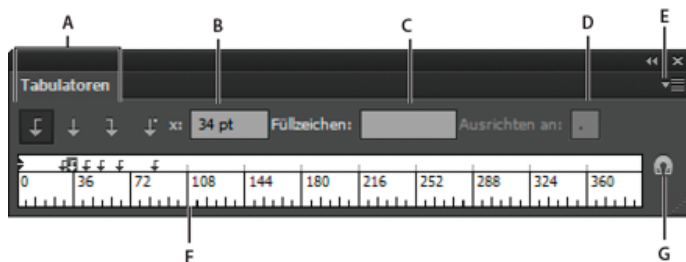 A B C D E
Tabulatoren
x: 34 pt Füllzeichen: Ausrichten an: .
0 36 72 108 144 180 216 252 288 324 360
F G